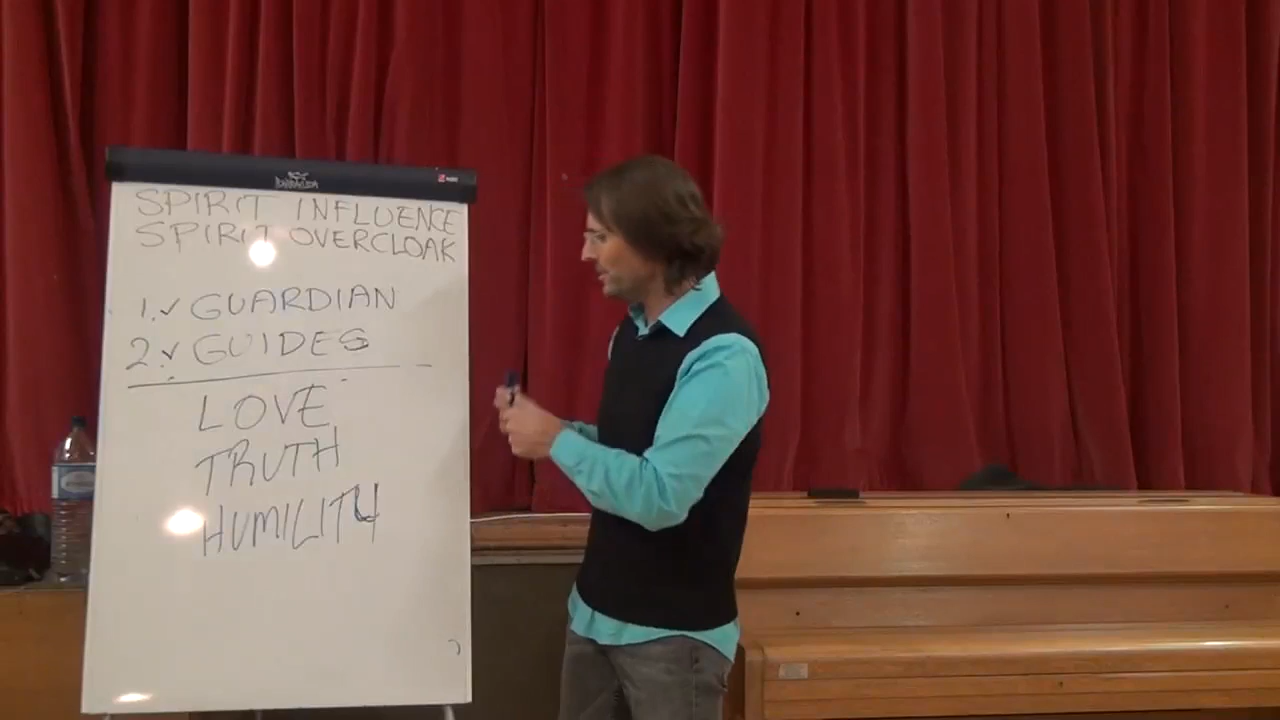 SPIRIT INFLUENCE
SPIRIT OVERCLOAK
1. ✓ GUARDIAN
2. ✓ GUIDES
LOVE
TRUTH
HUMILITY